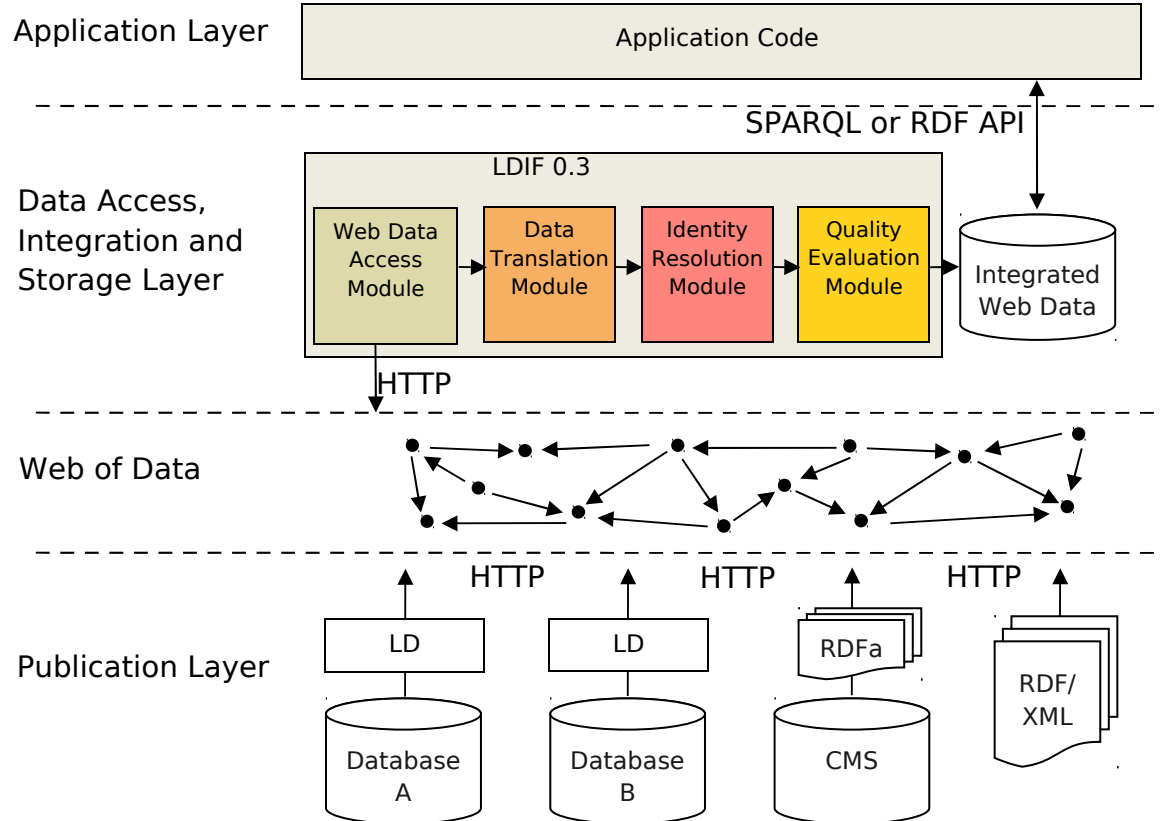 Application Layer
Application Code
SPARQL or RDF API
LDIF 0.3
Data Access,
Integration and
Storage Layer
Web Data
Access
Module
Data
Translation
Module
Identity
Resolution
Module
Quality
Evaluation
Module
Integrated
Web Data
HTTP
Web of Data
HTTP
HTTP
HTTP
Publication Layer
LD
LD
RDFa
RDF/
XML
Database
A
Database
B
CMS